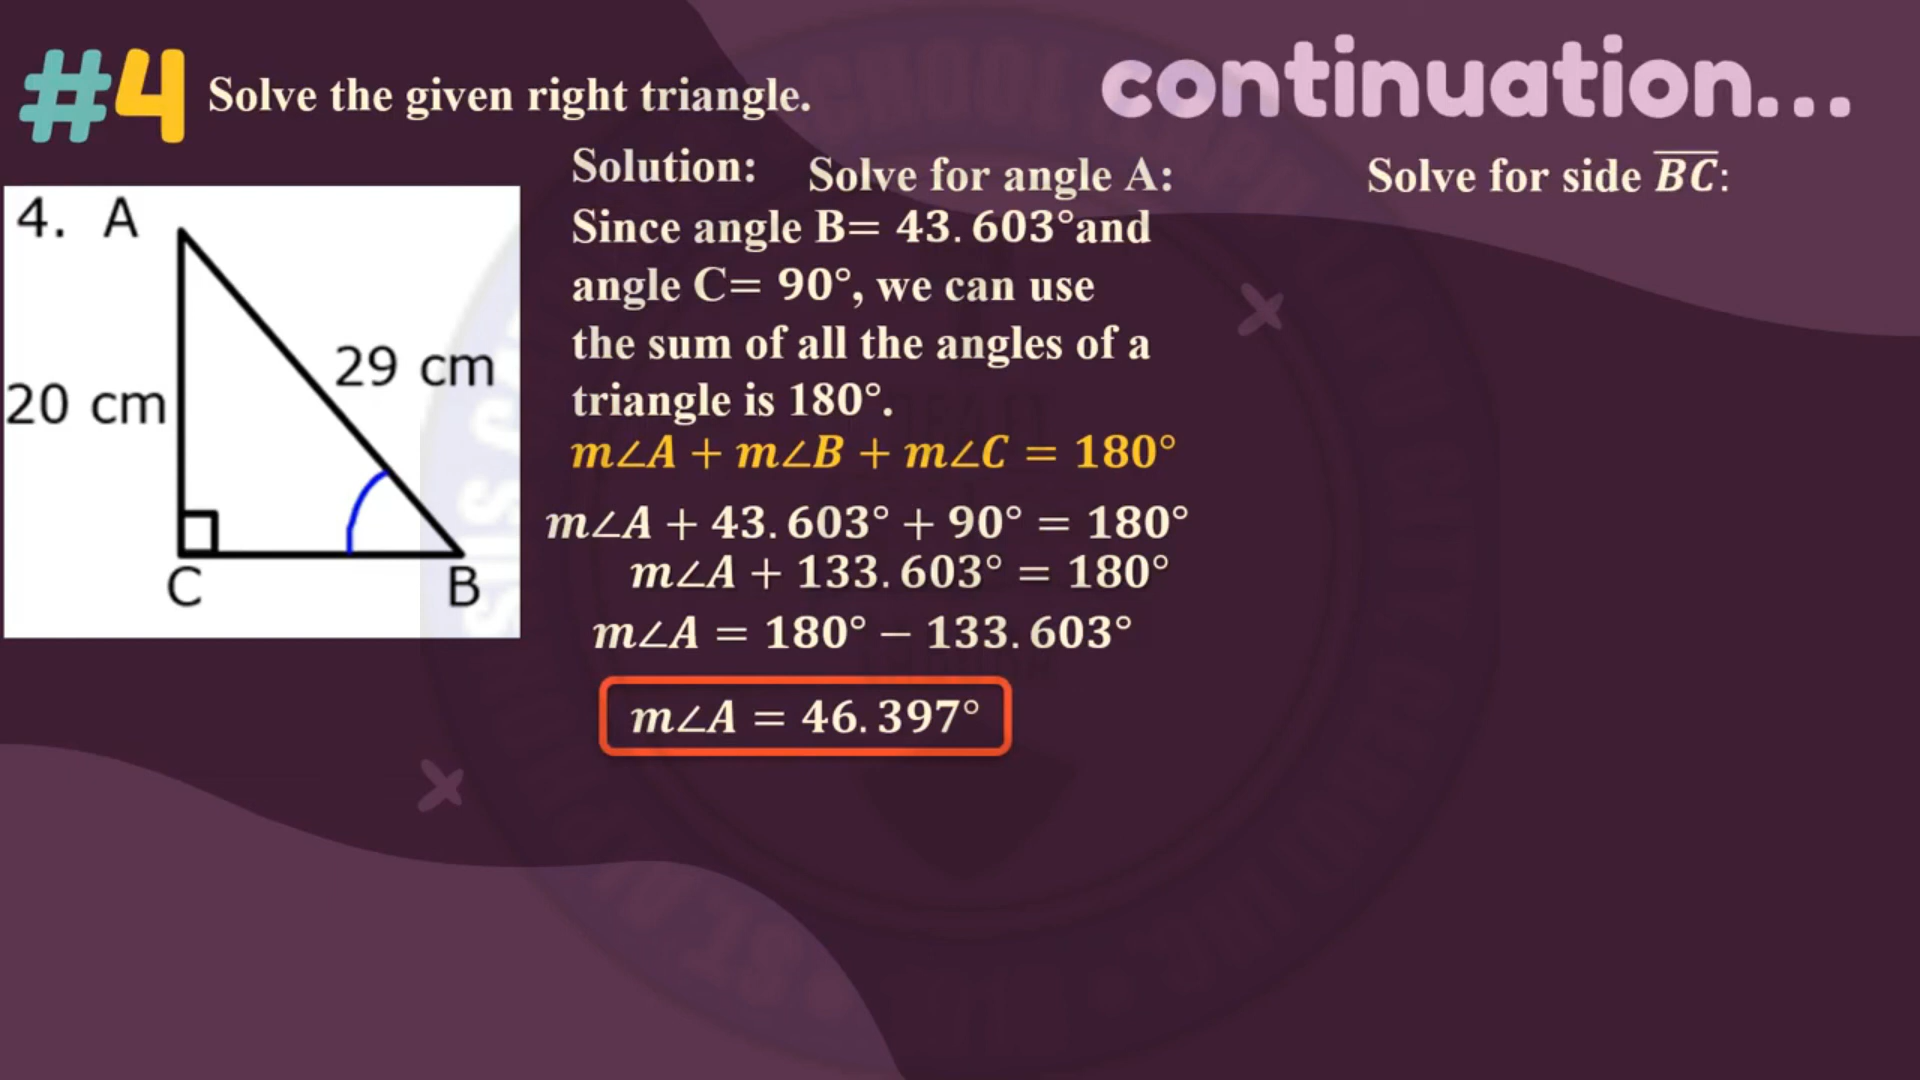 #4 Solve the given right triangle.
continuation...
4. A
29 cm
20 cm
C
B
Solution: Solve for angle A:
Since angle B= 43.603°and
angle C= 90°, we can use
the sum of all the angles of a
triangle is 180°.
m∠A + m∠B + m∠C = 180°
m∠A + 43.603° + 90° = 180°
m∠A + 133.603° = 180°
m∠A = 180° − 133.603°
m∠A = 46.397°
Solve for side B̅C̅: